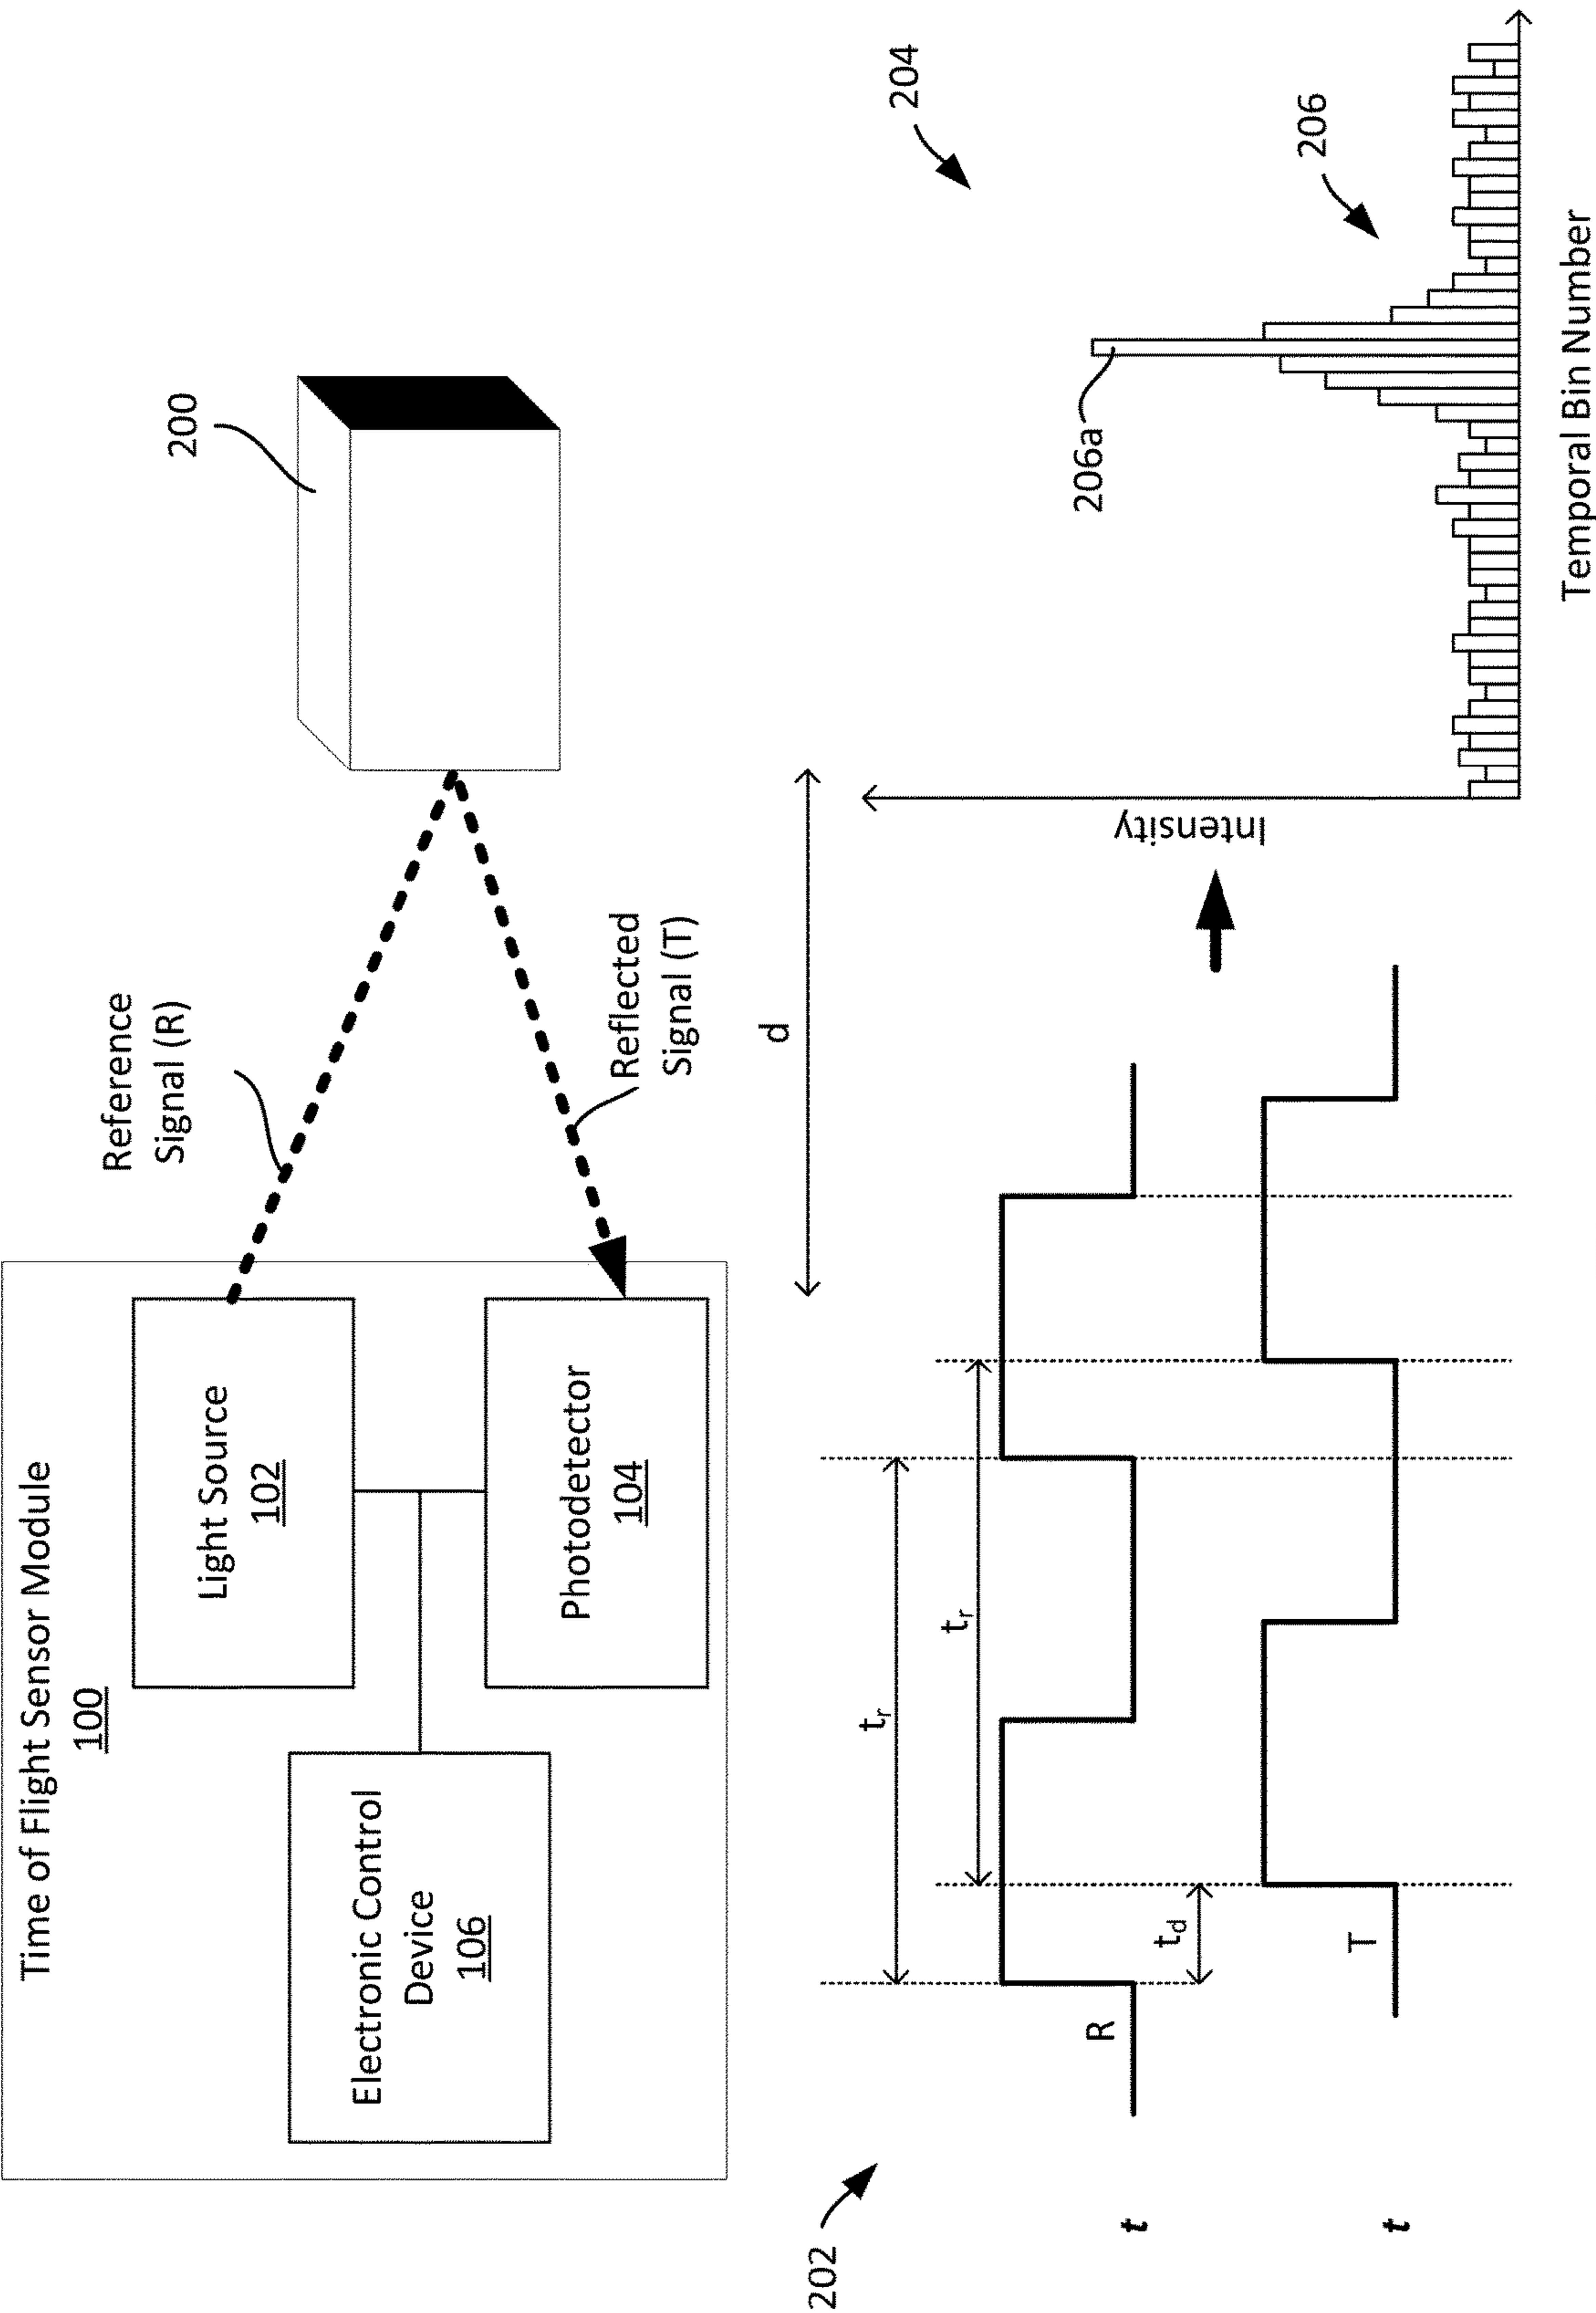 Time of Flight Sensor Module
100
Light Source
102
Photodetector
104
Electronic Control
Device
106
Reference
Signal (R)
Reflected
Signal (T)
200
d
202
t
t
R
T
tr
tr
td
204
206
206a
Intensity
Temporal Bin Number